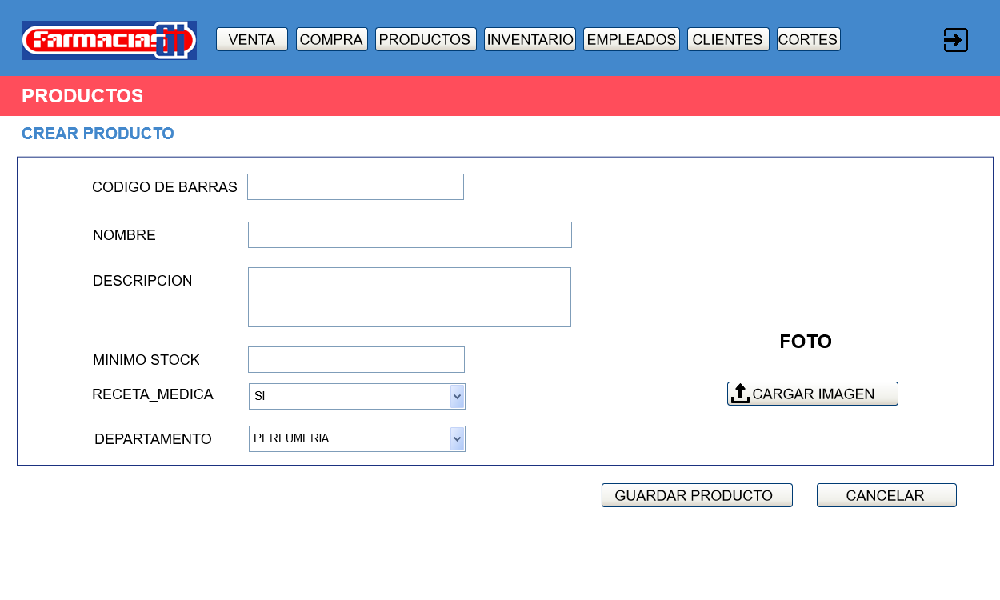 Farmacias GI
VENTA COMPRA PRODUCTOS INVENTARIO EMPLEADOS CLIENTES CORTES
PRODUCTOS
CREAR PRODUCTO
CODIGO DE BARRAS
NOMBRE
DESCRIPCION
FOTO
MINIMO STOCK
RECETA_MEDICA SI
CARGAR IMAGEN
DEPARTAMENTO PERFUMERIA
GUARDAR PRODUCTO CANCELAR